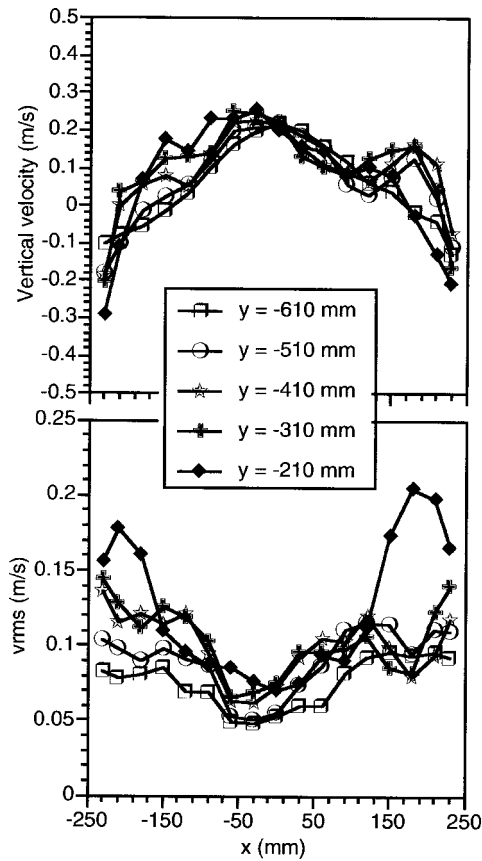 0.5
0.4
0.3
0.2
0.1
0
-0.1
-0.2
-0.3
-0.4
-0.5
Vertical velocity (m/s)
y = -610 mm
y = -510 mm
y = -410 mm
y = -310 mm
y = -210 mm
0.25
0.2
0.15
0.1
0.05
0
vrms (m/s)
-250 -150 -50 50 150 250
x (mm)